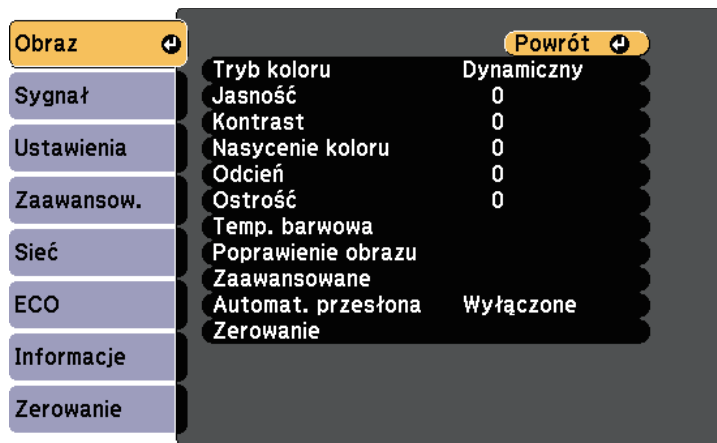 Obraz
Sygnał
Ustawienia
Zaawansow.
Sieć
ECO
Informacje
Zerowanie
Powrót
Tryb koloru Dynamiczny
Jasność 0
Kontrast 0
Nasycenie koloru 0
Odcień 0
Ostrość 0
Temp. barwowa
Poprawienie obrazu
Zaawansowane
Automat. przesłona Wyłączone
Zerowanie